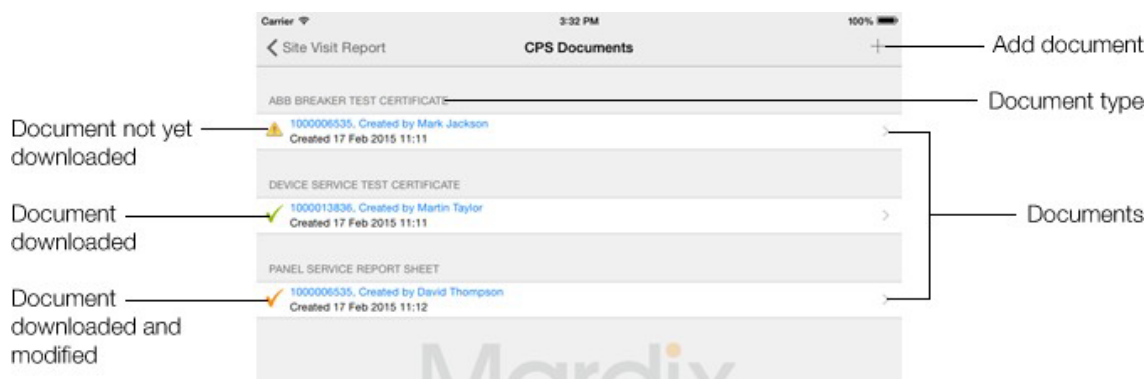 Carrier 3:32 PM 100%
Site Visit Report CPS Documents + Add document
ABB BREAKER TEST CERTIFICATE Document type
Document not yet
downloaded
1000006535, Created by Mark Jackson
Created 17 Feb 2015 11:11
DEVICE SERVICE TEST CERTIFICATE
Document
downloaded
1000013836, Created by Martin Taylor
Created 17 Feb 2015 11:11
Documents
PANEL SERVICE REPORT SHEET
Document
downloaded and
modified
1000006535, Created by David Thompson
Created 17 Feb 2015 11:12
Mardix